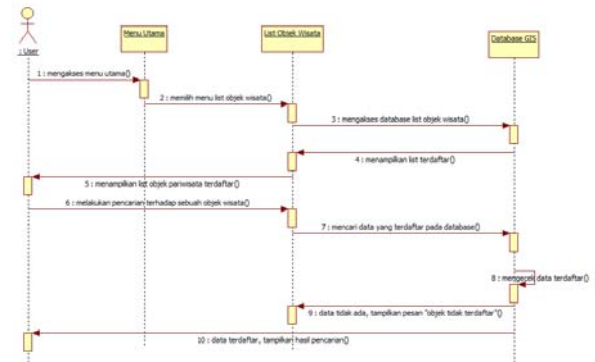 : User
Menu Utama
List Objek Wisata
Database GIS
1 : mengakses menu utama()
2 : memilih menu list objek wisata()
3 : mengakses database list objek wisata()
4 : menampilkan list terdaftar()
5 : menampilkan list objek pariwisata terdaftar()
6 : melakukan pencarian terhadap sebuah objek wisata()
7 : mencari data yang terdaftar pada database()
8 : mengecek data terdaftar()
9 : data tidak ada, tampilkan pesan "objek tidak terdaftar"()
10 : data terdaftar, tampilkan hasil pencarian()